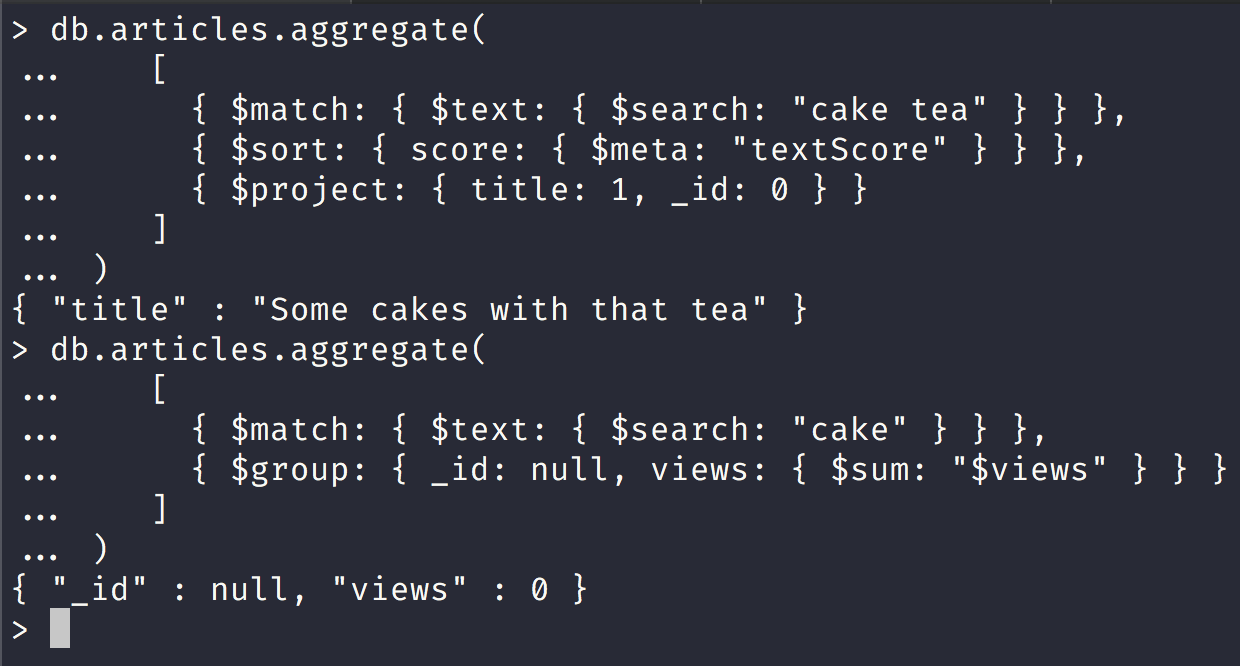 > db.articles.aggregate(
...     [
...       { $match: { $text: { $search: "cake tea" } } },
...       { $sort: { score: { $meta: "textScore" } } },
...       { $project: { title: 1, _id: 0 } }
...     ]
...  )
{ "title" : "Some cakes with that tea" }
> db.articles.aggregate(
...     [
...       { $match: { $text: { $search: "cake" } } },
...       { $group: { _id: null, views: { $sum: "$views" } } }
...     ]
...  )
{ "_id" : null, "views" : 0 }
>